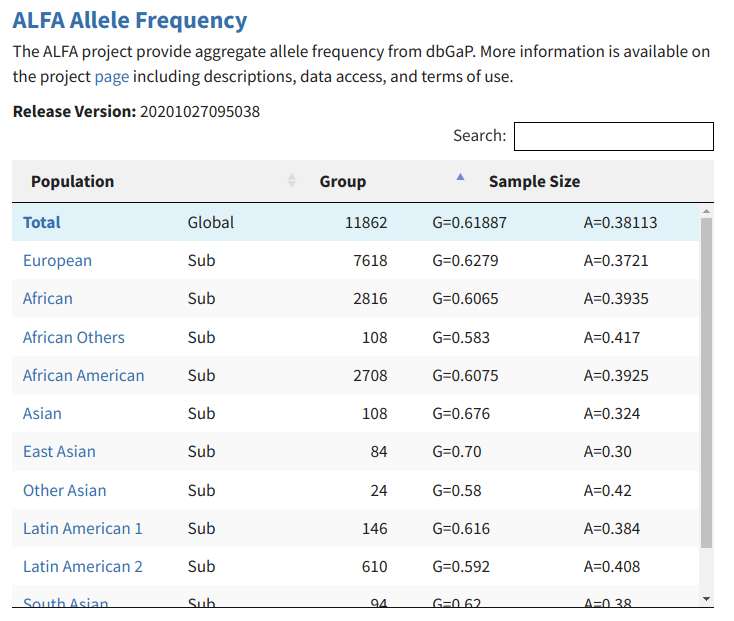 ALFA Allele Frequency
The ALFA project provide aggregate allele frequency from dbGaP. More information is available on
the project page including descriptions, data access, and terms of use.
Release Version: 20201027095038
Search:
Population Group Sample Size
Total Global 11862 G=0.61887 A=0.38113
European Sub 7618 G=0.6279 A=0.3721
African Sub 2816 G=0.6065 A=0.3935
African Others Sub 108 G=0.583 A=0.417
African American Sub 2708 G=0.6075 A=0.3925
Asian Sub 108 G=0.676 A=0.324
East Asian Sub 84 G=0.70 A=0.30
Other Asian Sub 24 G=0.58 A=0.42
Latin American 1 Sub 146 G=0.616 A=0.384
Latin American 2 Sub 610 G=0.592 A=0.408
South Asian Sub 94 G=0.62 A=0.38